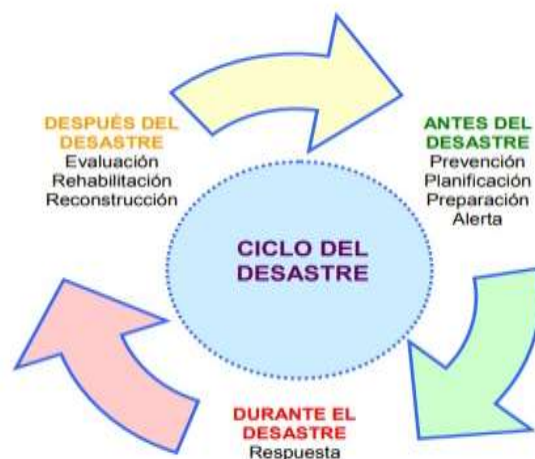 DESPUÉS DEL
DESASTRE
Evaluación
Rehabilitación
Reconstrucción
ANTES DEL
DESASTRE
Prevención
Planificación
Preparación
Alerta
CICLO DEL
DESASTRE
DURANTE EL
DESASTRE
Respuesta